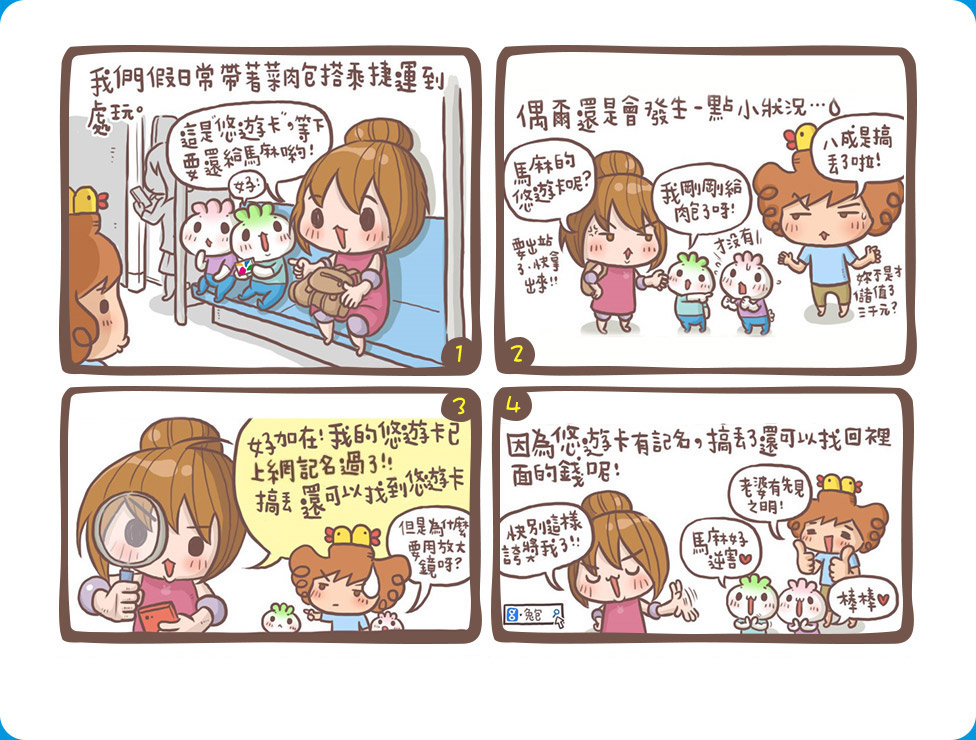 我們假日常帶著菜肉包搭乘捷運到
處玩。
這是"悠遊卡",等下
要還給馬麻喲!
好!
1
偶爾還是會發生一點小狀況…
馬麻的
悠遊卡呢?
我剛剛給
肉包了呀!
才沒有!
八成是搞
丟了啦!
要出站
了,快拿
出來!!
妳不是才
儲值了
三千元?
2
3
好加在!我的悠遊卡已
上網記名過了!!
搞丟還可以找到悠遊卡
但是為什麼
要用放大
鏡呀?
4
因為悠遊卡有記名,搞丟了還可以找回裡
面的錢呢!
快別這樣
誇獎我了!!
馬麻好
逆害♥
老婆有先見
之明!
棒棒♥
兔包